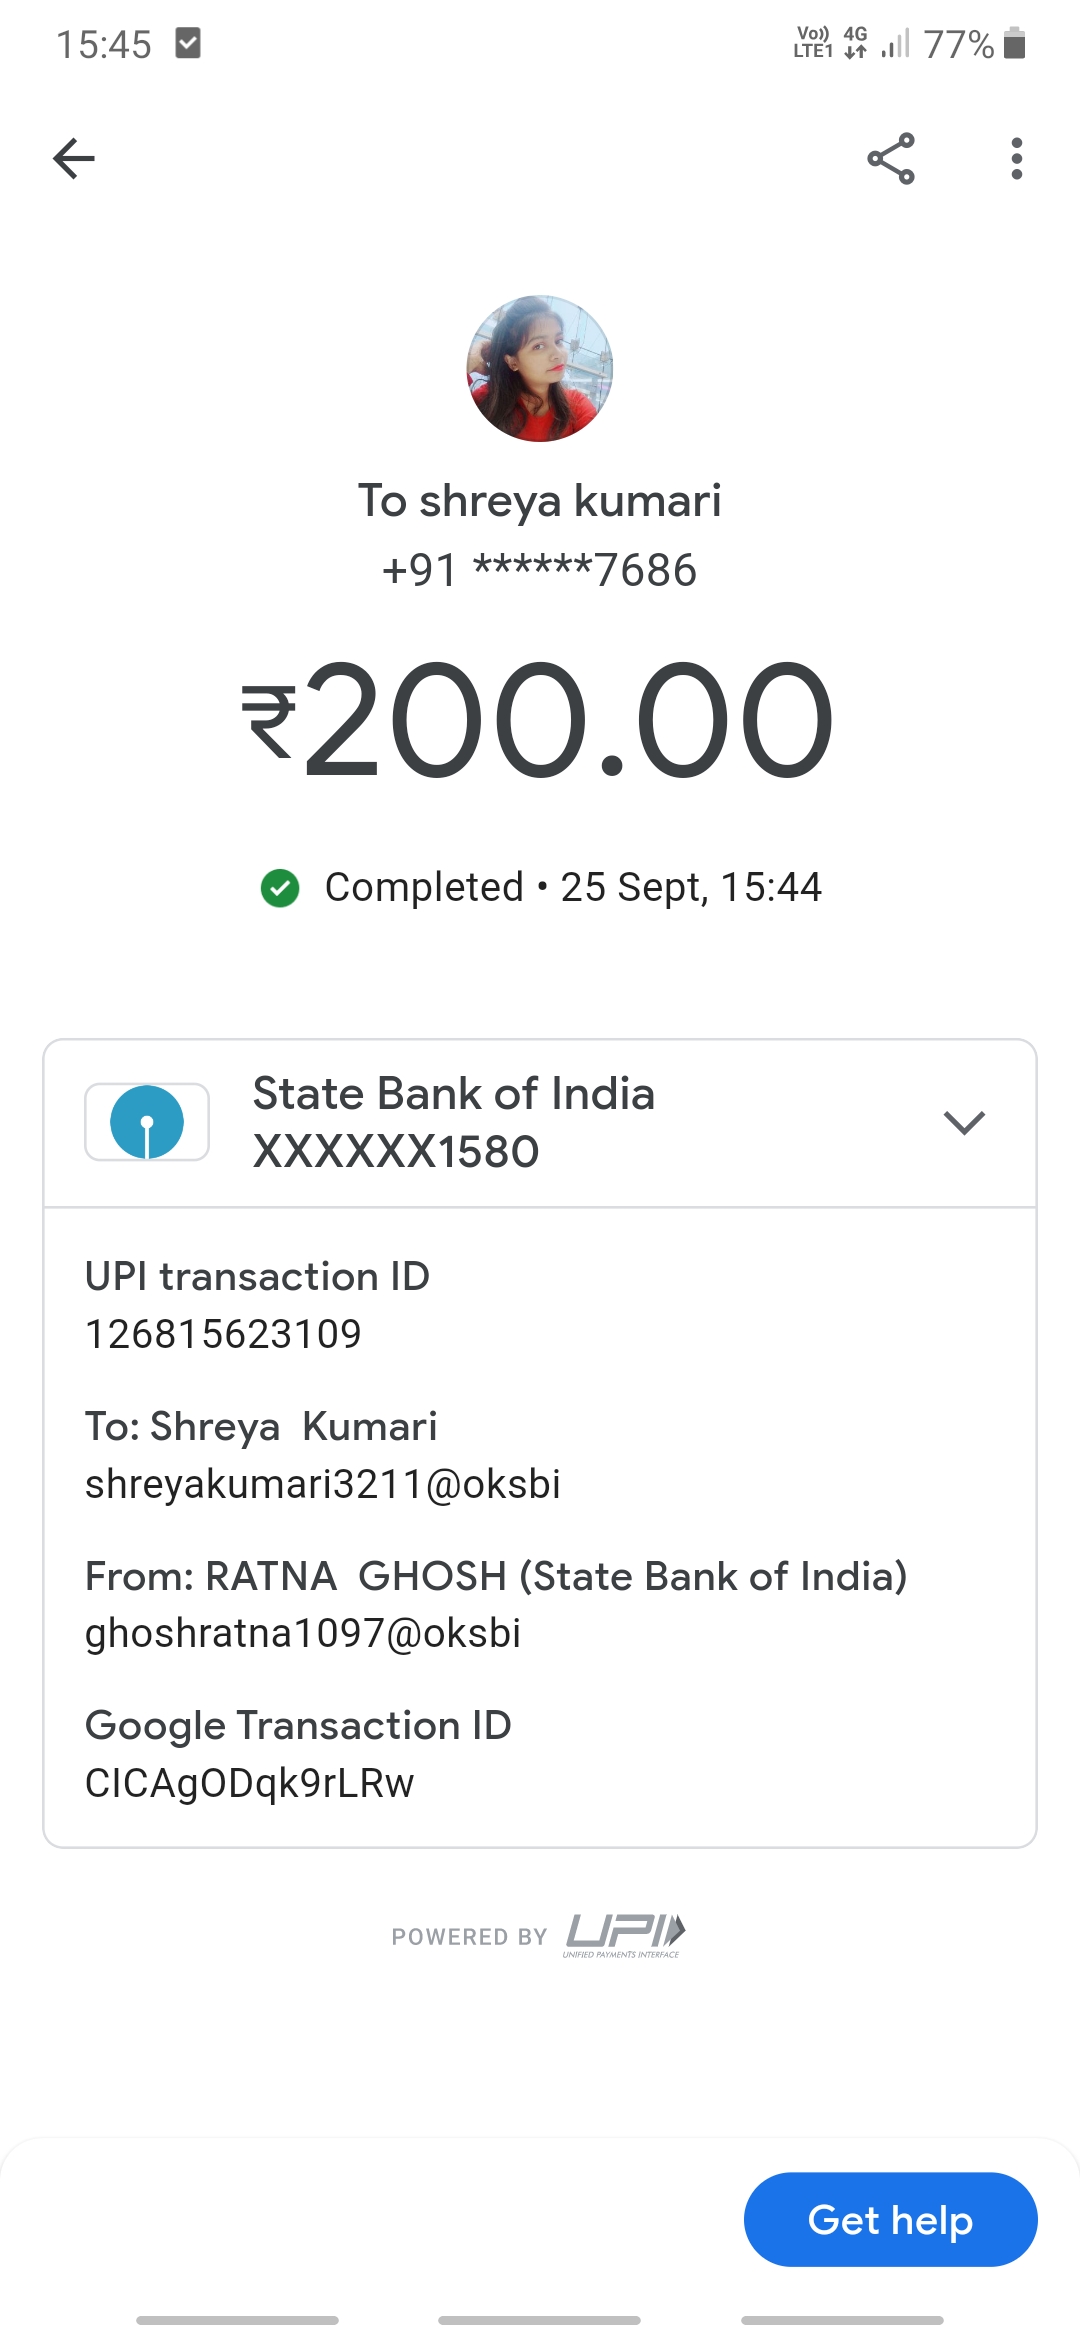 15:45
Vo)) 4G 77%
LTE1
To shreya kumari
+91 ******7686
₹200.00
Completed • 25 Sept, 15:44
State Bank of India
XXXXXX1580
UPI transaction ID
126815623109
To: Shreya  Kumari
shreyakumari3211@oksbi
From: RATNA  GHOSH (State Bank of India)
ghoshratna1097@oksbi
Google Transaction ID
CICAgODqk9rLRw
POWERED BY UPI
UNIFIED PAYMENTS INTERFACE
Get help